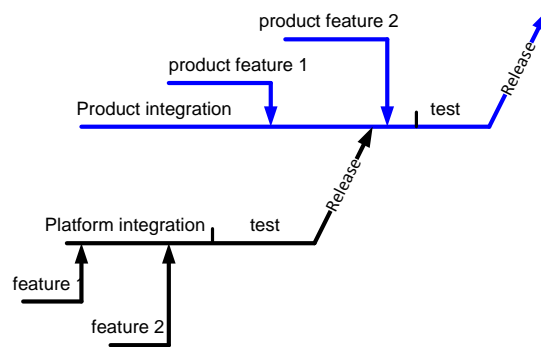 product feature 2
product feature 1
Release
Product integration
test
Release
Platform integration
test
feature 1
feature 2